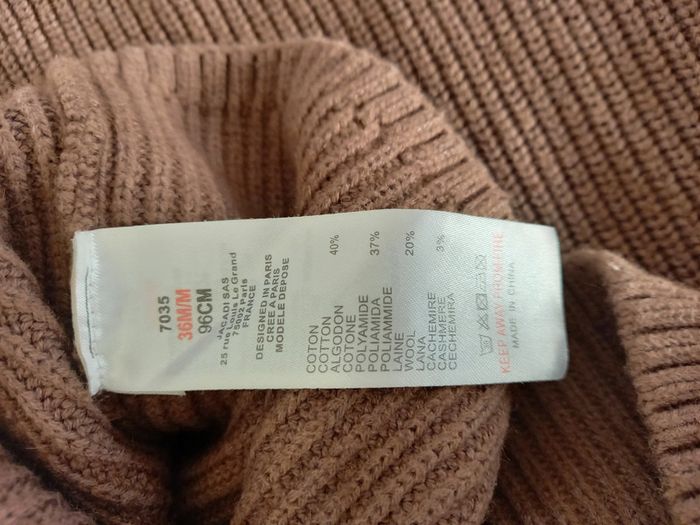 7035
36M/M
96CM
JACADI SAS
25 rue Louis Le Grand
75002 Paris
FRANCE
DESIGNED IN PARIS
CREE A PARIS
MODELE DEPOSE
COTON 40%
COTTON
ALGODON
COTONE
POLYAMIDE 37%
POLIAMIDA
POLIAMMIDE
LAINE 20%
WOOL
LANA
CACHEMIRE 3%
CASHMERE
CECHEMIRA
KEEP AWAY FROM FIRE
MADE IN CHINA